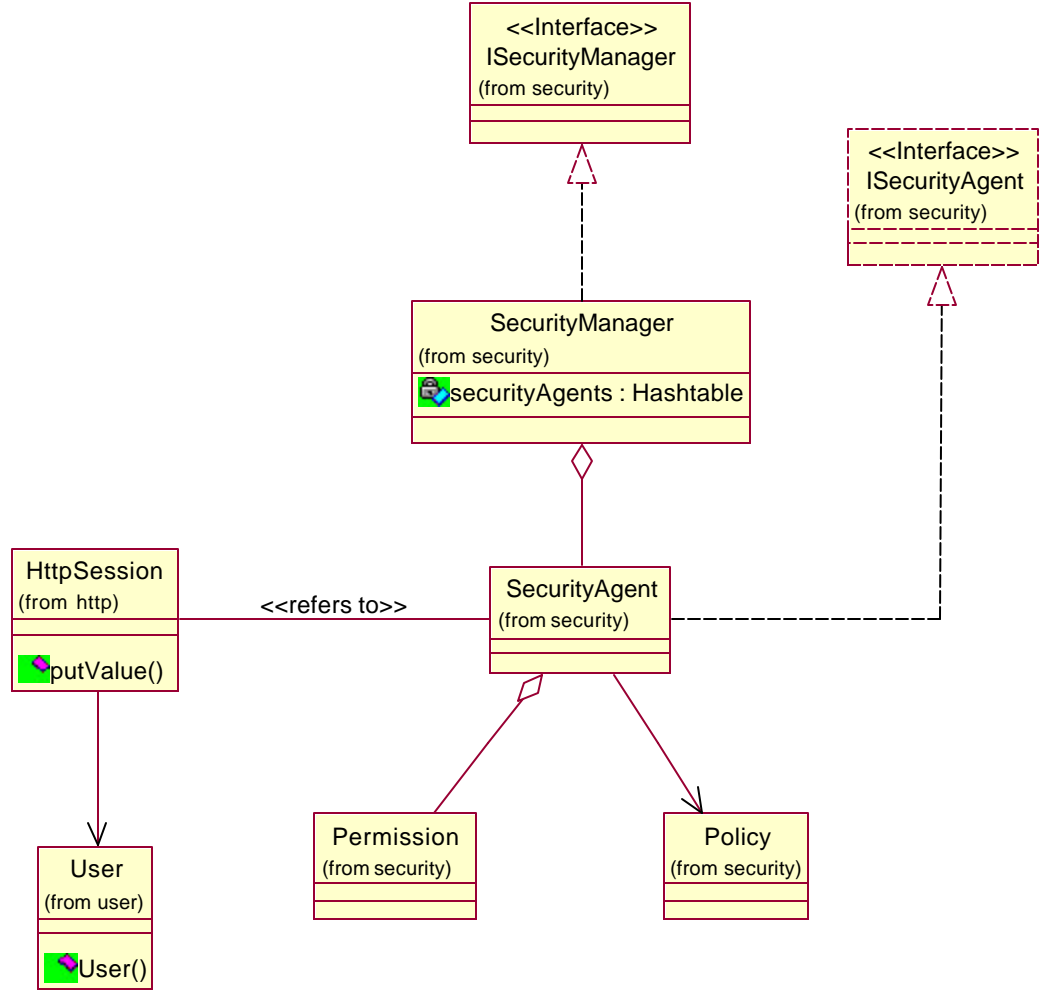 <<Interface>>
ISecurityManager
(from security)
<<Interface>>
ISecurityAgent
(from security)
SecurityManager
(from security)
securityAgents : Hashtable
HttpSession
(from http)
putValue()
<<refers to>>
SecurityAgent
(from security)
Permission
(from security)
Policy
(from security)
User
(from user)
User()